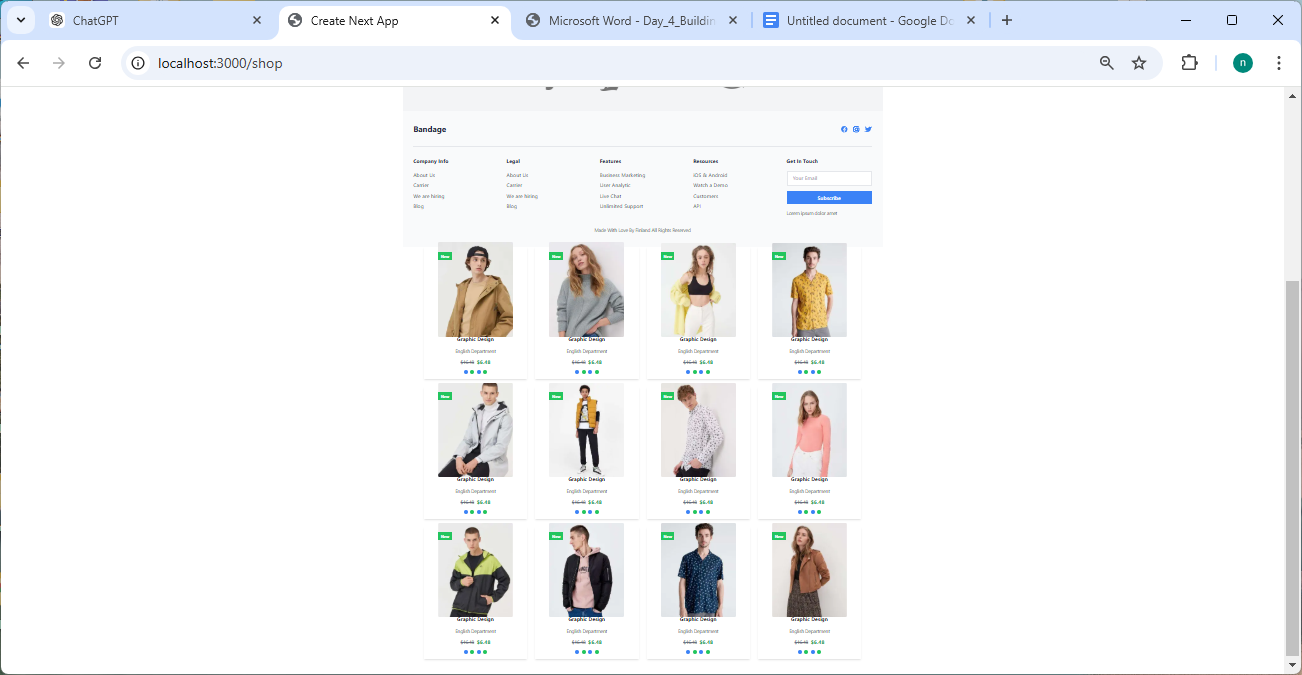 ChatGPT
Create Next App
Microsoft Word - Day_4_Buildin
Untitled document - Google Do
localhost:3000/shop
n
Bandage
Company Info Legal Features Resources Get In Touch
About Us About Us Business Marketing IOS & Android Your Email
Carrier Carrier User Analytic Watch a Demo
We are hiring We are hiring Live Chat Customers Subscribe
Blog Blog Unlimited Support API Lorem ipsum dolor amet
Made With Love By Finland All Rights Reserved
New New New New
Graphic Design Graphic Design Graphic Design Graphic Design
English Department English Department English Department English Department
$16.48 $6.48 $16.48 $6.48 $16.48 $6.48 $16.48 $6.48
New New New New
Graphic Design Graphic Design Graphic Design Graphic Design
English Department English Department English Department English Department
$16.48 $6.48 $16.48 $6.48 $16.48 $6.48 $16.48 $6.48
New New New New
Graphic Design Graphic Design Graphic Design Graphic Design
English Department English Department English Department English Department
$16.48 $6.48 $16.48 $6.48 $16.48 $6.48 $16.48 $6.48